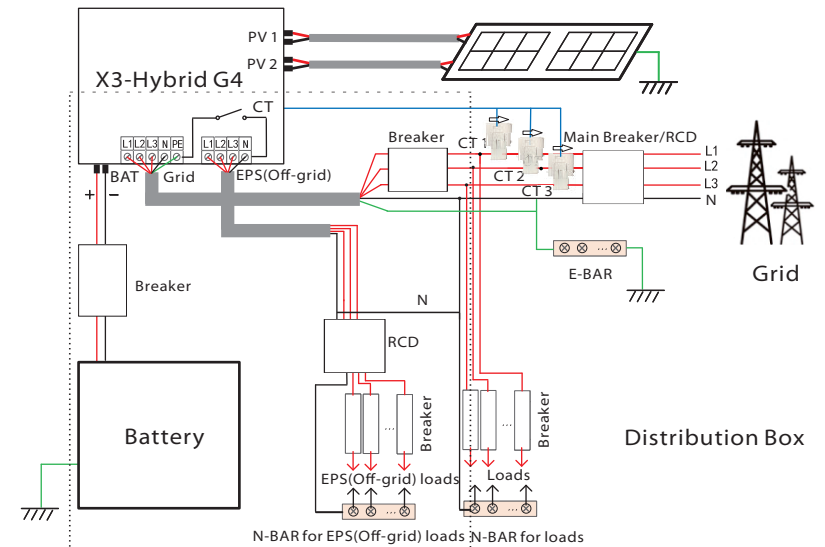 PV 1
X3-Hybrid G4
PV 2
CT
L1 L2 L3 N PE
L1 L2 L3 N
BAT
Grid
EPS(Off-grid)
+
−
Breaker
CT 1
CT 2
CT 3
Main Breaker/RCD
L1
L2
L3
N
E-BAR
Grid
Breaker
N
RCD
Battery
...
Breaker
...
Breaker
Distribution Box
EPS(Off-grid) loads
Loads
...
...
...
N-BAR for EPS(Off-grid) loads
N-BAR for loads